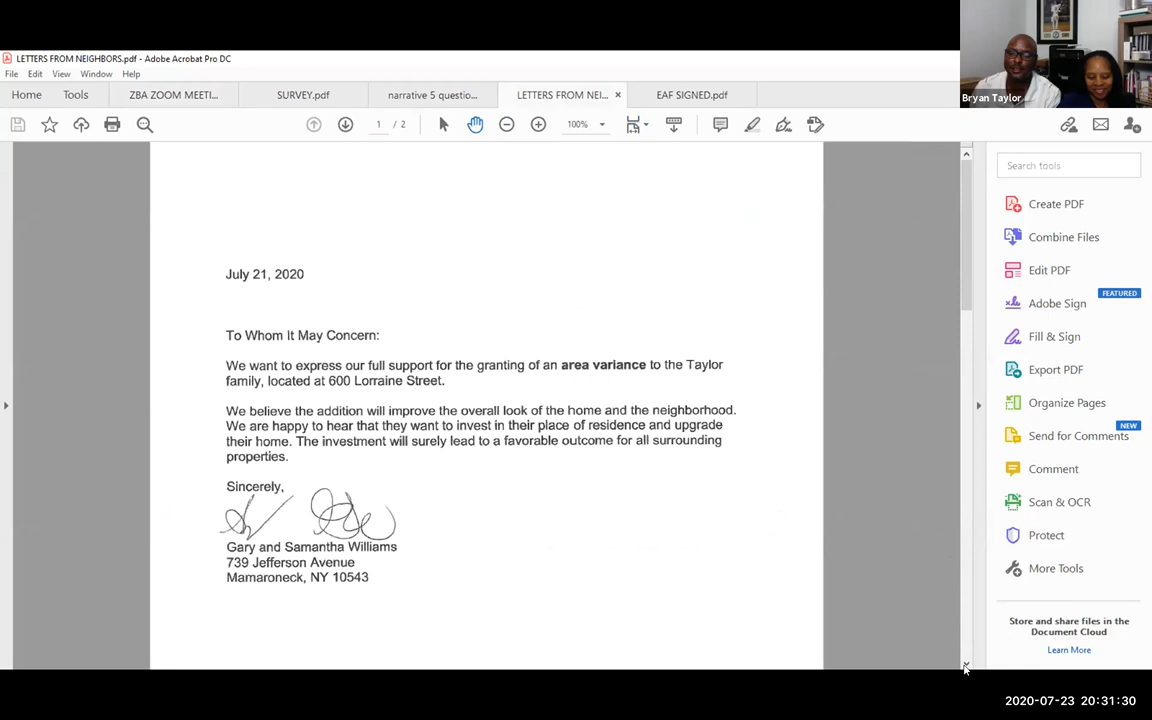 LETTERS FROM NEIGHBORS.pdf - Adobe Acrobat Pro DC
File Edit View Window Help
Home Tools ZBA ZOOM MEETI... SURVEY.pdf narrative 5 questio... LETTERS FROM NEI... × EAF SIGNED.pdf
1 / 2 100%
Bryan Taylor
Search tools
Create PDF
Combine Files
Edit PDF
FEATURED
Adobe Sign
Fill & Sign
Export PDF
Organize Pages
NEW
Send for Comments
Comment
Scan & OCR
Protect
More Tools
Store and share files in the
Document Cloud
Learn More
July 21, 2020
To Whom It May Concern:
We want to express our full support for the granting of an area variance to the Taylor
family, located at 600 Lorraine Street.
We believe the addition will improve the overall look of the home and the neighborhood.
We are happy to hear that they want to invest in their place of residence and upgrade
their home. The investment will surely lead to a favorable outcome for all surrounding
properties.
Sincerely,
Gary and Samantha Williams
739 Jefferson Avenue
Mamaroneck, NY 10543
2020-07-23 20:31:30